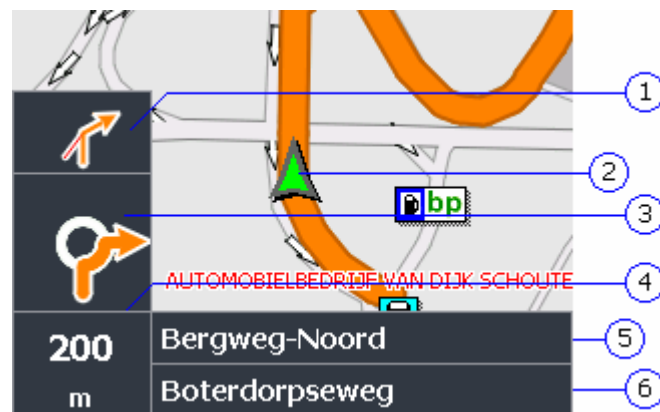 1
2
bp
3
AUTOMOBIELBEDRIJF VAN DIJK SCHOUTE
4
200
m
Bergweg-Noord
5
Boterdorpseweg
6